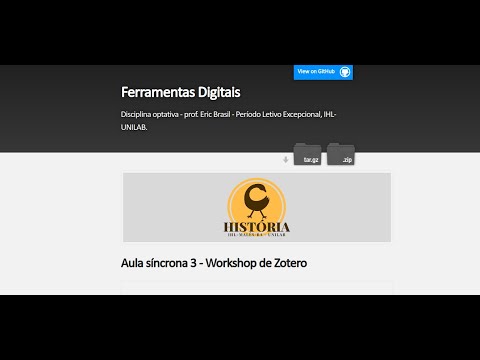 View on GitHub
Ferramentas Digitais
Disciplina optativa - prof. Eric Brasil - Período Letivo Excepcional, IHL-
UNILAB.
tar.gz
.zip
HISTÓRIA
IHL-MALÊS/BA UNILAB
Aula síncrona 3 - Workshop de Zotero